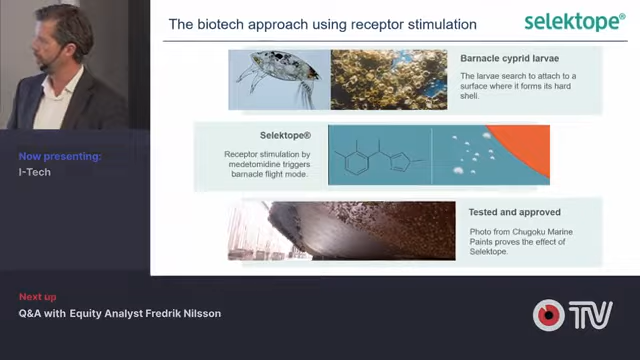 The biotech approach using receptor stimulation
selektope®
Barnacle cyprid larvae
The larvae search to attach to a
surface where it forms its hard
shell.
Selektope®
Receptor stimulation by
medetomidine triggers
barnacle flight mode.
Tested and approved
Photo from Chugoku Marine
Paints proves the effect of
Selektope.
Now presenting:
I-Tech
Next up
Q&A with Equity Analyst Fredrik Nilsson
TV